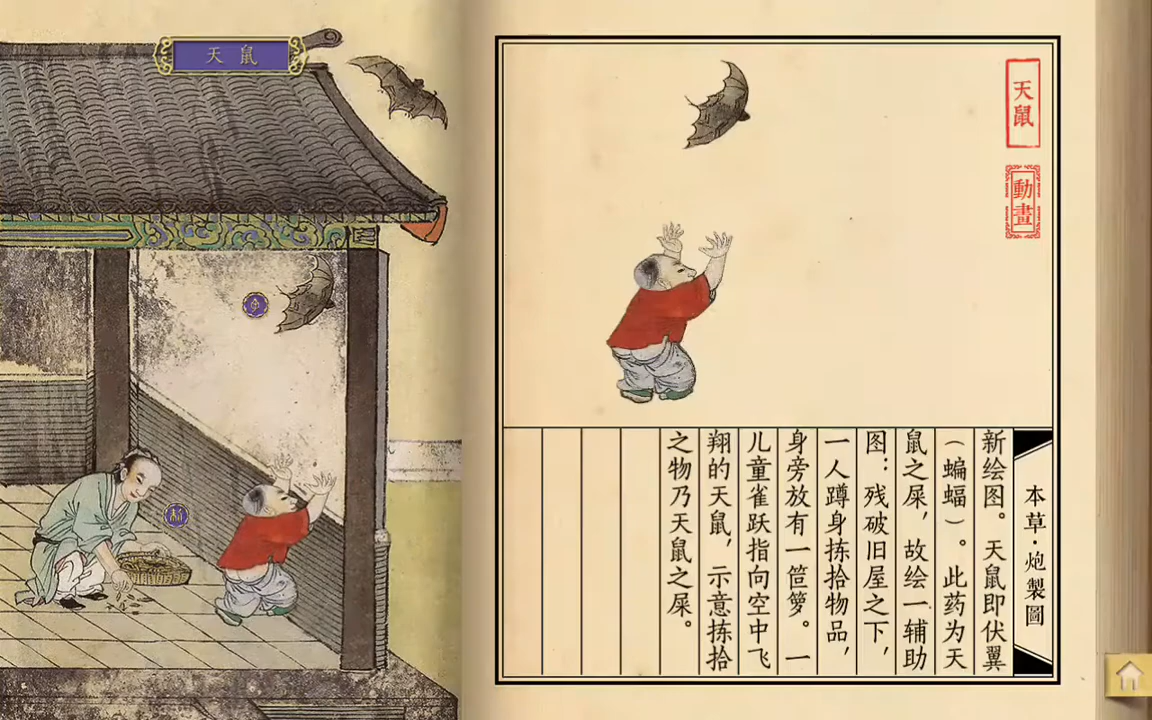 天鼠
天鼠
動畫
本草·炮製圖
新绘图。天鼠即伏翼
（蝙蝠）。此药为天
鼠之屎，故绘一辅助
图：残破旧屋之下，
一人蹲身拣拾物品，
身旁放有一笸箩。一
儿童雀跃指向空中飞
翔的天鼠，示意拣拾
之物乃天鼠之屎。